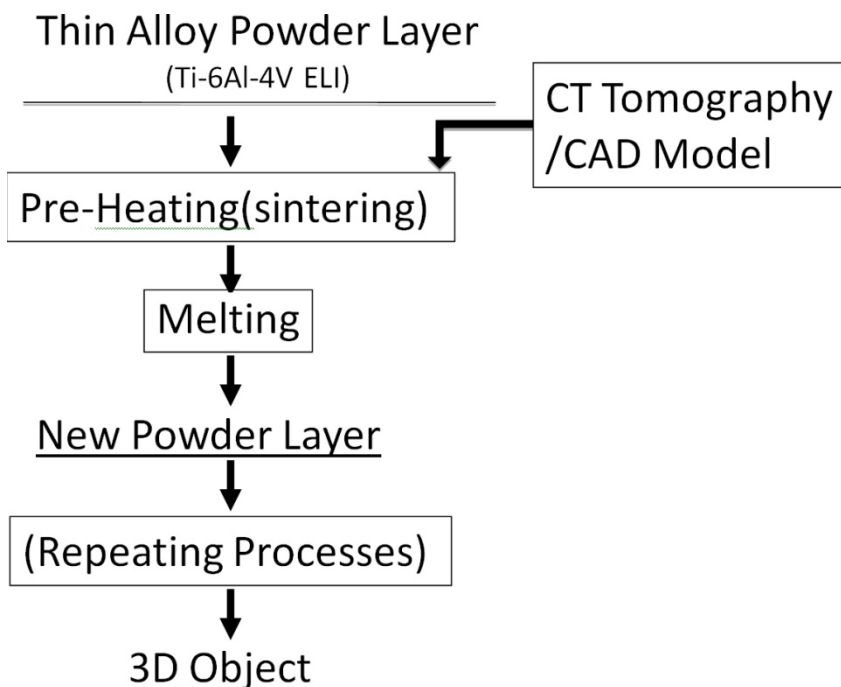 Thin Alloy Powder Layer
(Ti-6Al-4V ELI)
CT Tomography
/CAD Model
Pre-Heating(sintering)
Melting
New Powder Layer
(Repeating Processes)
3D Object